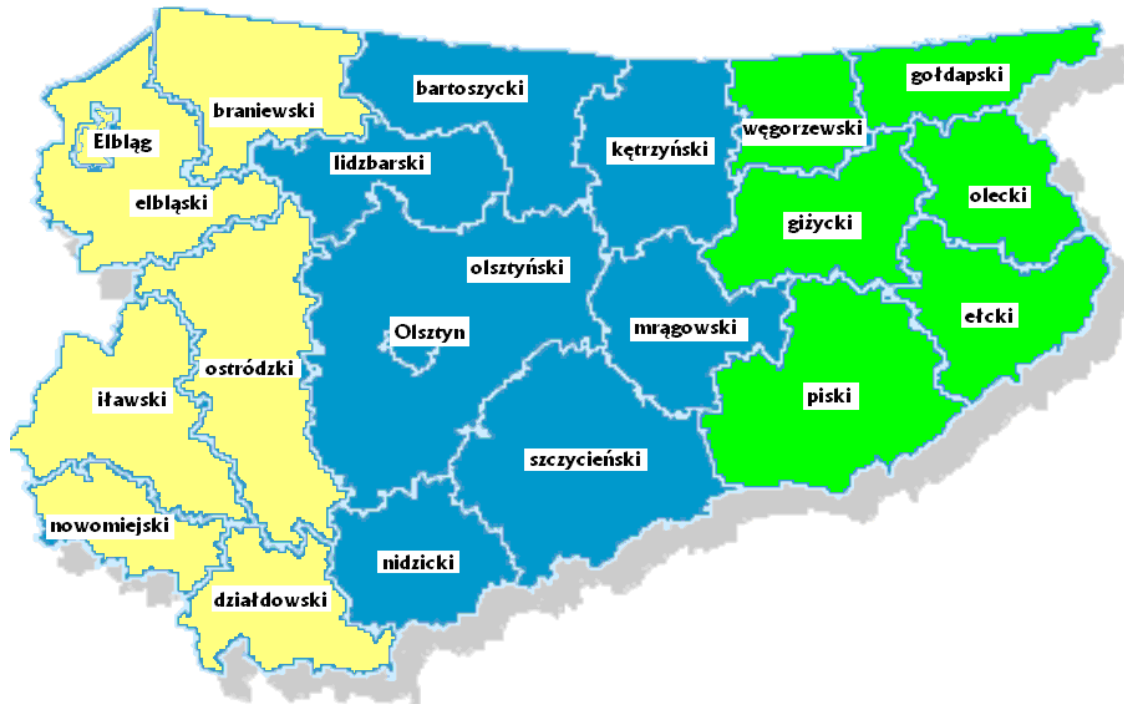 gołdapski
bartoszycki
braniewski
węgorzewski
Elbląg
kętrzyński
lidzbarski
olecki
elbląski
giżycki
olsztyński
ełcki
mrągowski
Olsztyn
ostródzki
piski
iławski
szczycieński
nowomiejski
nidzicki
działdowski